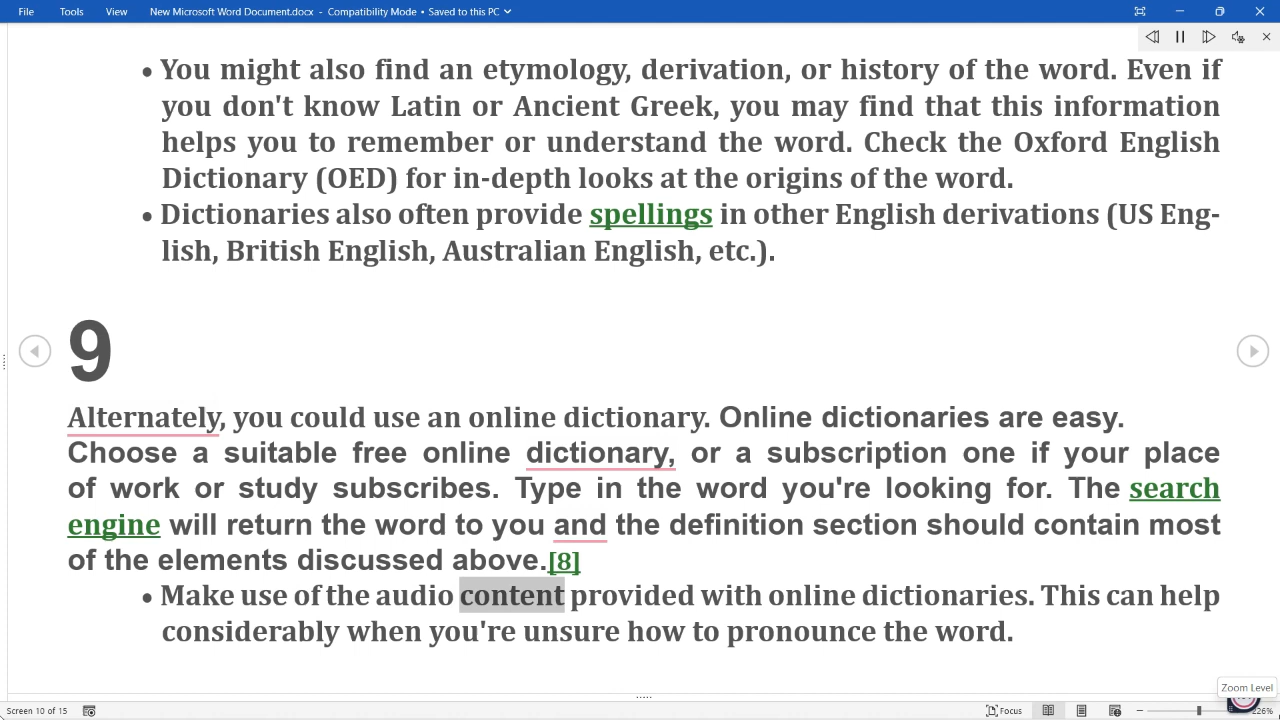 File Tools View New Microsoft Word Document.docx - Compatibility Mode • Saved to this PC
• You might also find an etymology, derivation, or history of the word. Even if
you don't know Latin or Ancient Greek, you may find that this information
helps you to remember or understand the word. Check the Oxford English
Dictionary (OED) for in-depth looks at the origins of the word.
• Dictionaries also often provide spellings in other English derivations (US Eng-
lish, British English, Australian English, etc.).
9
Alternately, you could use an online dictionary. Online dictionaries are easy.
Choose a suitable free online dictionary, or a subscription one if your place
of work or study subscribes. Type in the word you're looking for. The search
engine will return the word to you and the definition section should contain most
of the elements discussed above.[8]
• Make use of the audio content provided with online dictionaries. This can help
considerably when you're unsure how to pronounce the word.
Zoom Level
Screen 10 of 15 Focus 226%